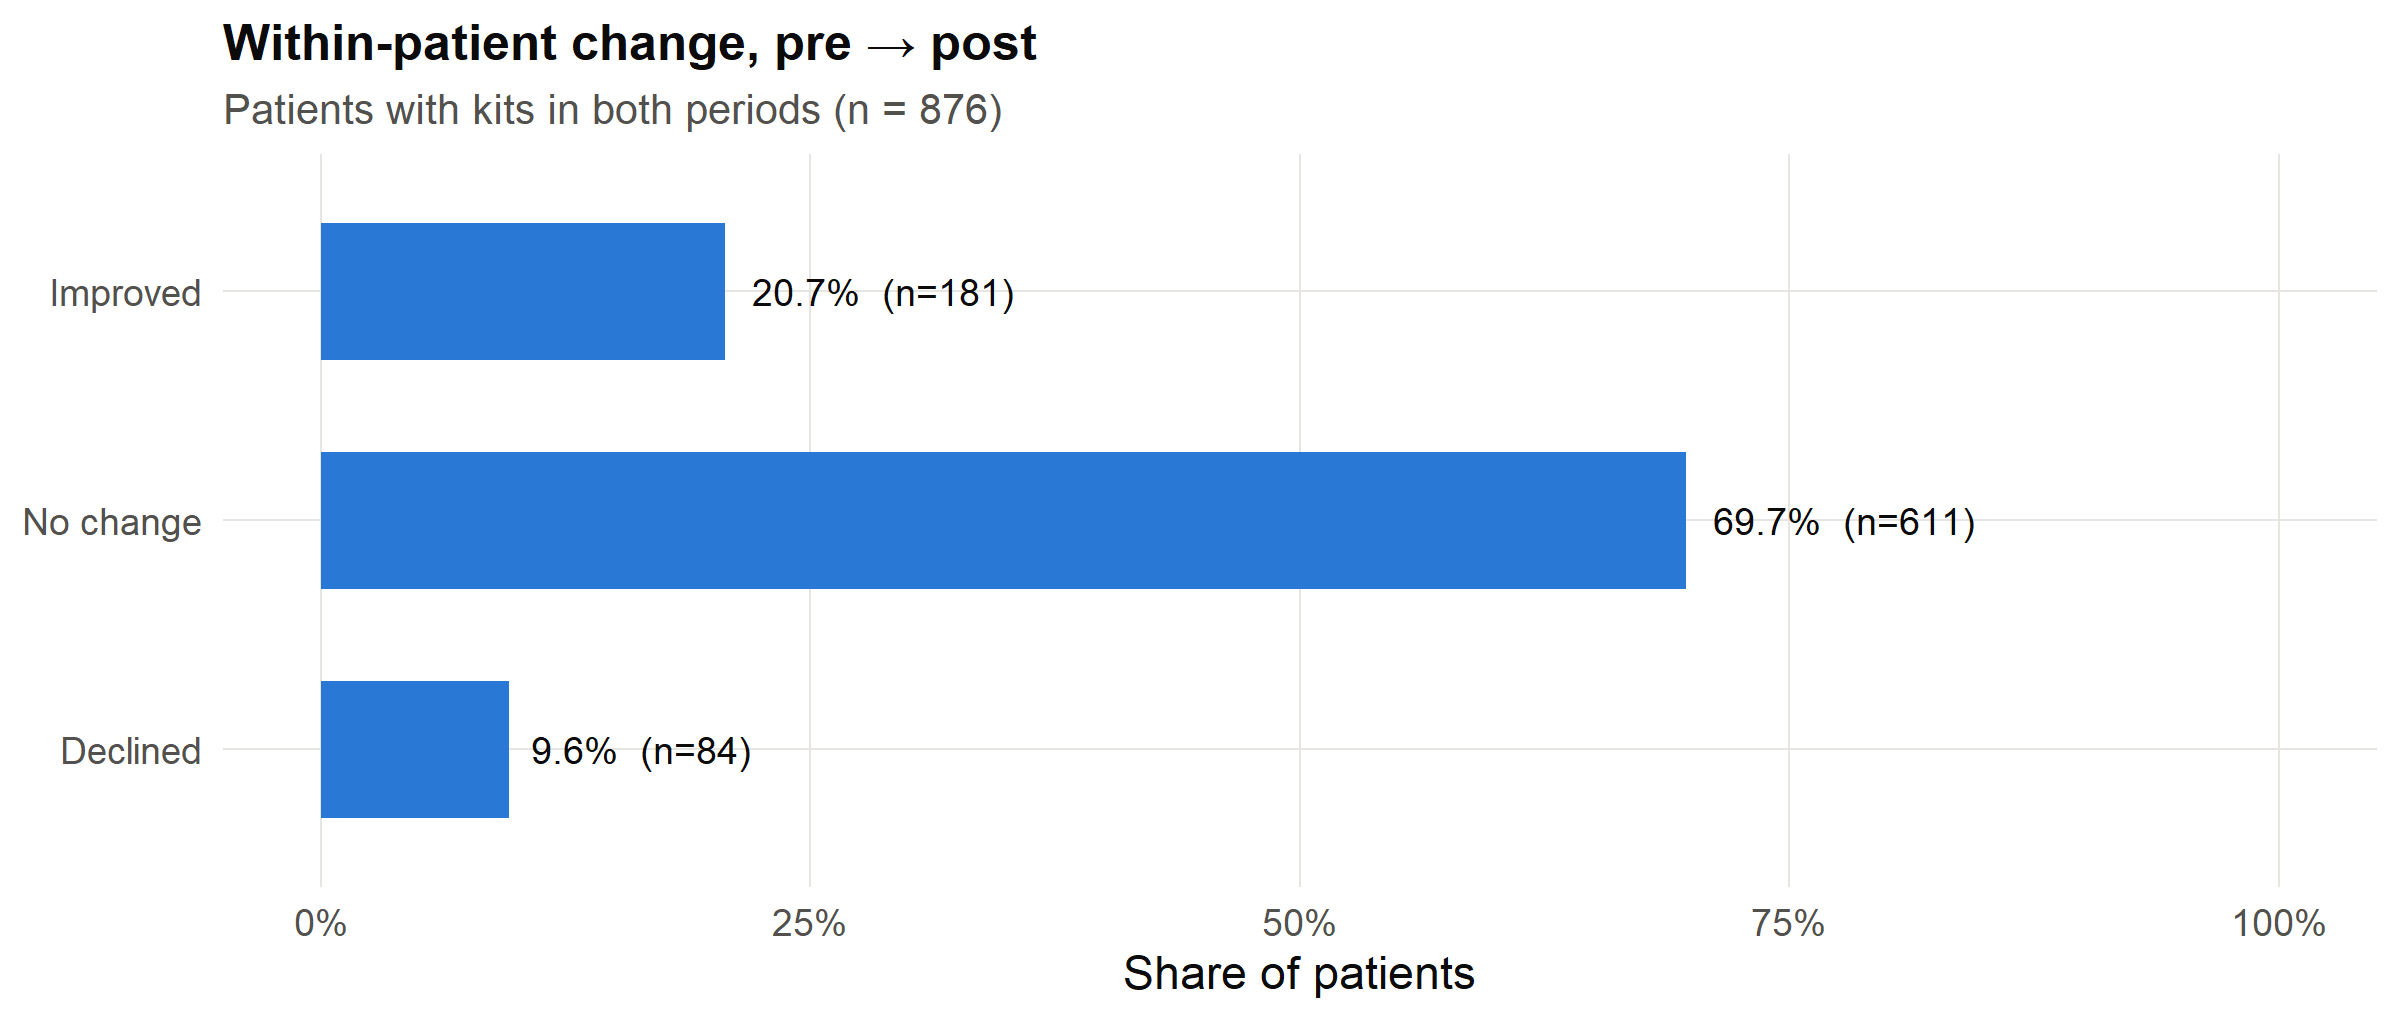 Within-patient change, pre → post
Patients with kits in both periods (n = 876)
Improved
20.7%  (n=181)
No change
69.7%  (n=611)
Declined
9.6%  (n=84)
0%
25%
50%
75%
100%
Share of patients